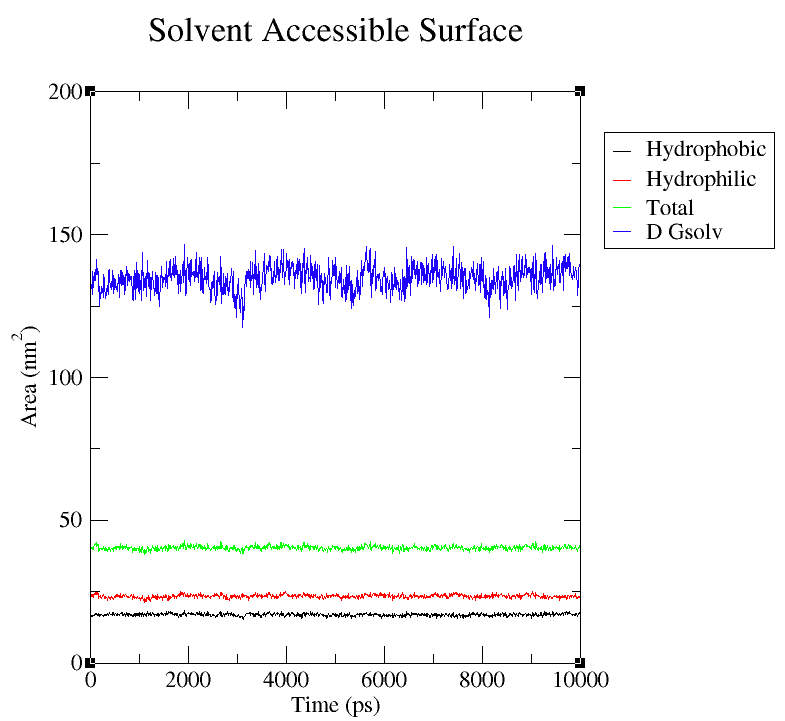 Solvent Accessible Surface
200
150
100
50
0
Area (nm²)
0 2000 4000 6000 8000 10000
Time (ps)
Hydrophobic
Hydrophilic
Total
D Gsolv